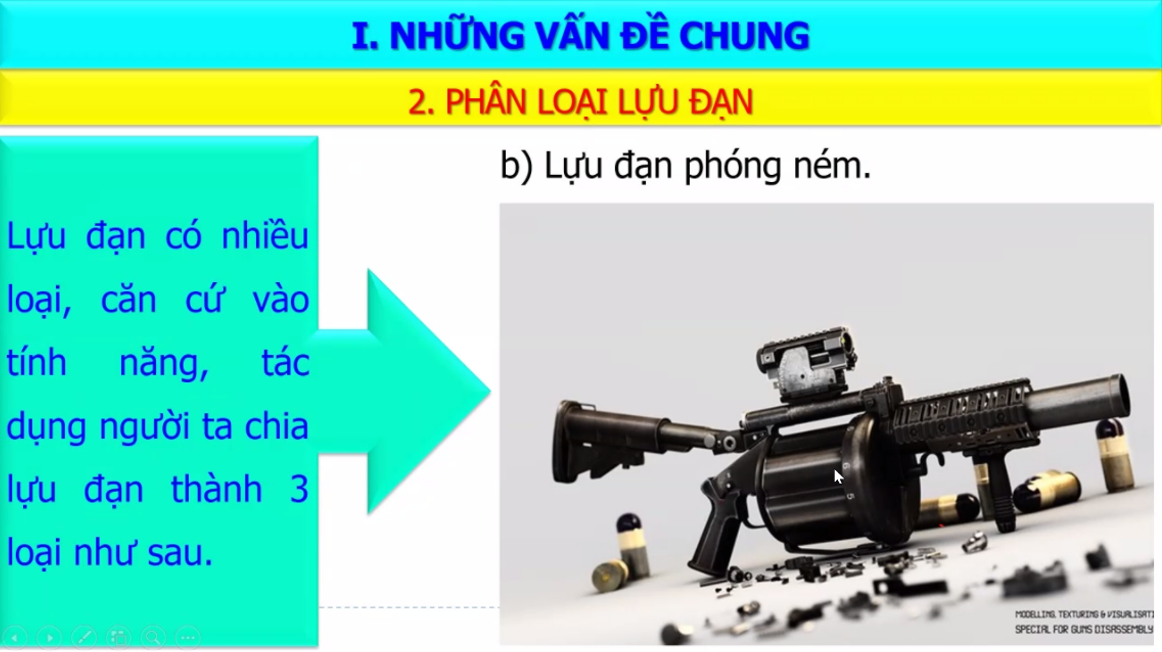 I. NHỮNG VẤN ĐỀ CHUNG
2. PHÂN LOẠI LỰU ĐẠN
b) Lựu đạn phóng ném.
Lựu đạn có nhiều
loại, căn cứ vào
tính năng, tác
dụng người ta chia
lựu đạn thành 3
loại như sau.
6
5
MODELLING, TEXTURING & VISUALISATI
SPECIAL FOR GUNS DISASSEMBLY